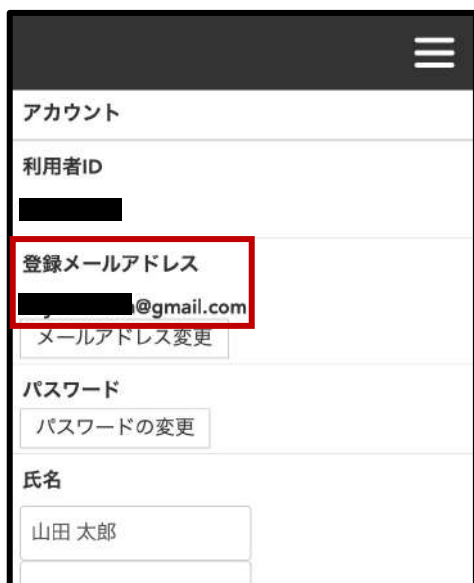 アカウント
利用者ID
登録メールアドレス
@gmail.com
メールアドレス変更
パスワード
パスワードの変更
氏名
山田 太郎